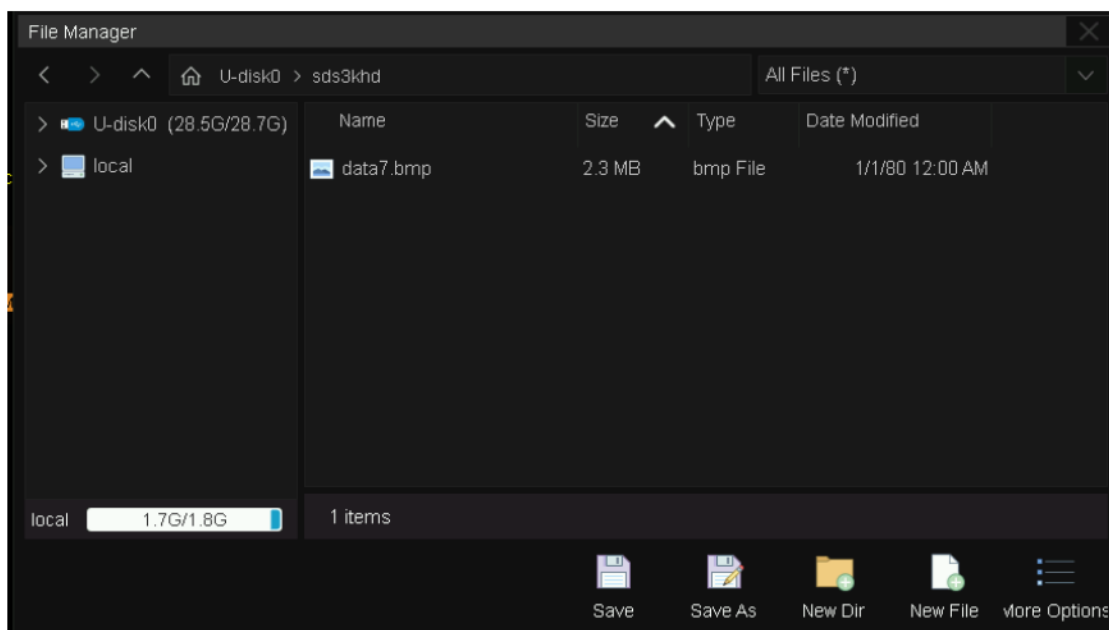 File Manager
U-disk0 > sds3khd
All Files (*)
U-disk0 (28.5G/28.7G)
local
Name Size Type Date Modified
data7.bmp 2.3 MB bmp File 1/1/80 12:00 AM
local 1.7G/1.8G
1 items
Save Save As New Dir New File More Options